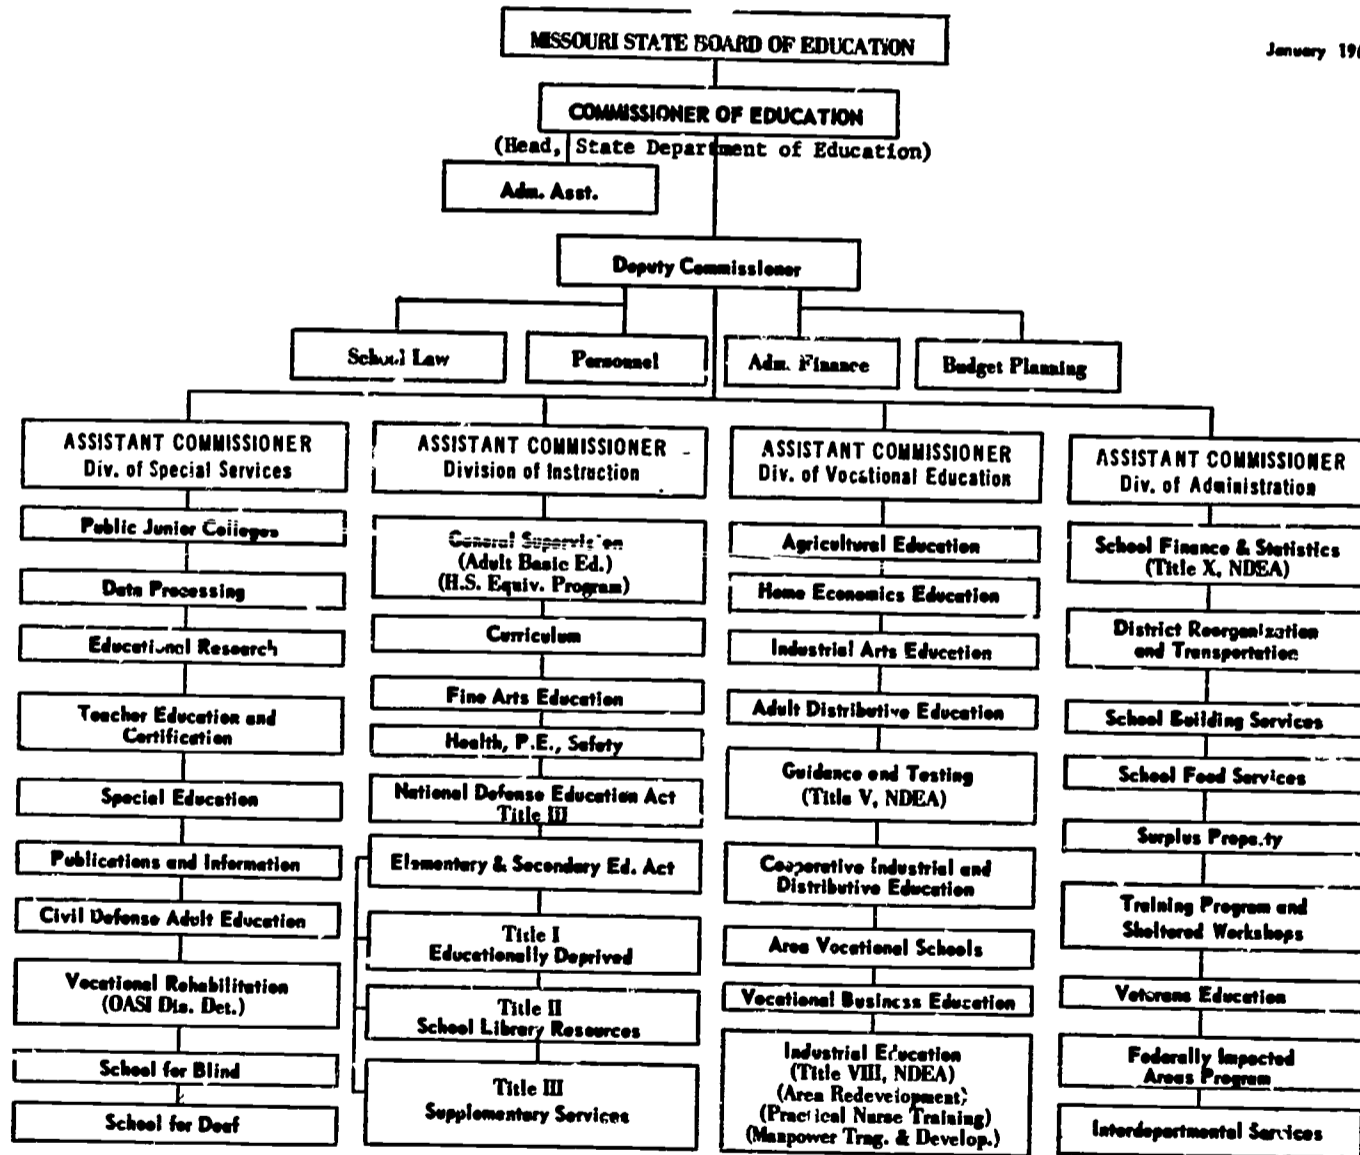 MISSOURI STATE BOARD OF EDUCATION
January 196
COMMISSIONER OF EDUCATION
(Head, State Department of Education)
Adm. Asst.
Deputy Commissioner
School Law
Personnel
Adm. Finance
Budget Planning
ASSISTANT COMMISSIONER
Div. of Special Services
Public Junior Colleges
Data Processing
Educational Research
Teacher Education and
Certification
Special Education
Publications and Information
Civil Defense Adult Education
Vocational Rehabilitation
(OASI Dis. Det.)
School for Blind
School for Deaf
ASSISTANT COMMISSIONER
Division of Instruction
General Supervision
(Adult Basic Ed.)
(H.S. Equiv. Program)
Curriculum
Fine Arts Education
Health, P.E., Safety
National Defense Education Act
Title III
Elementary & Secondary Ed. Act
Title I
Educationally Deprived
Title II
School Library Resources
Title III
Supplementary Services
ASSISTANT COMMISSIONER
Div. of Vocational Education
Agricultural Education
Home Economics Education
Industrial Arts Education
Adult Distributive Education
Guidance and Testing
(Title V, NDEA)
Cooperative Industrial and
Distributive Education
Area Vocational Schools
Vocational Business Education
Industrial Education
(Title VIII, NDEA)
(Area Redevelopment)
(Practical Nurse Training)
(Manpower Trng. & Develop.)
ASSISTANT COMMISSIONER
Div. of Administration
School Finance & Statistics
(Title X, NDEA)
District Reorganization
and Transportation
School Building Services
School Food Services
Surplus Property
Training Program and
Sheltered Workshops
Veterans Education
Federally Impacted
Areas Program
Interdepartmental Services